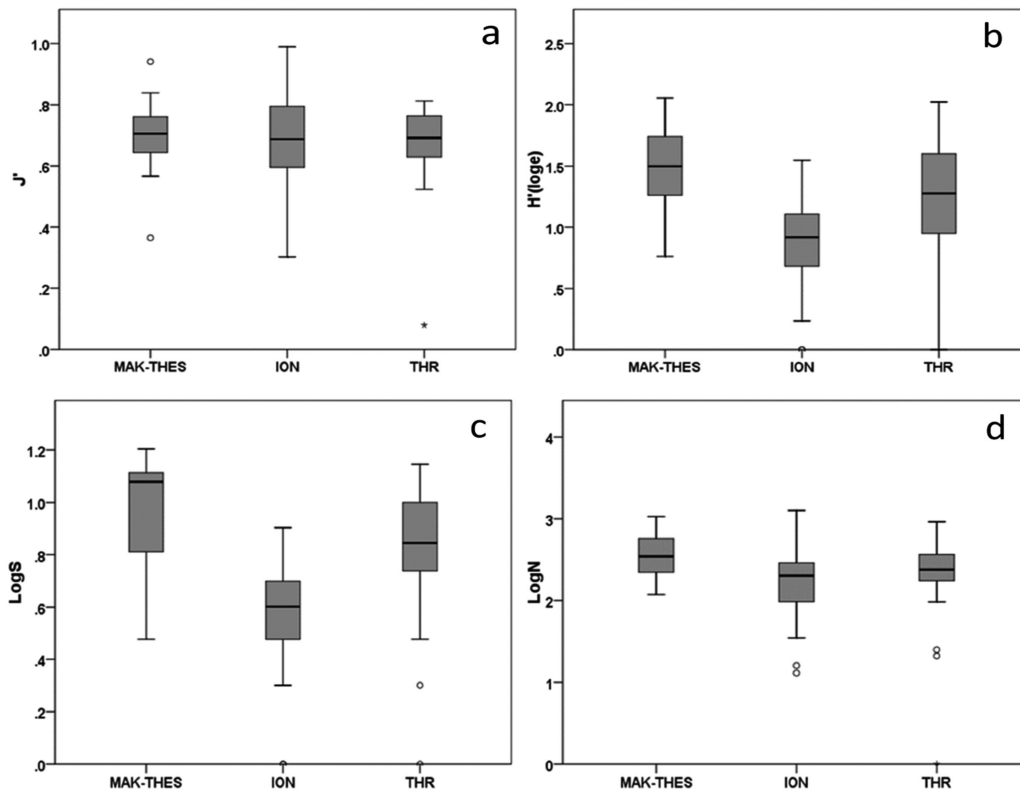 a
1.0
.8
.6
.4
.2
.0
J'
MAK-THES ION THR
b
2.5
2.0
1.5
1.0
.5
.0
H'(loge)
MAK-THES ION THR
c
1.2
1.0
.8
.6
.4
.2
.0
LogS
MAK-THES ION THR
d
4
3
2
1
0
LogN
MAK-THES ION THR